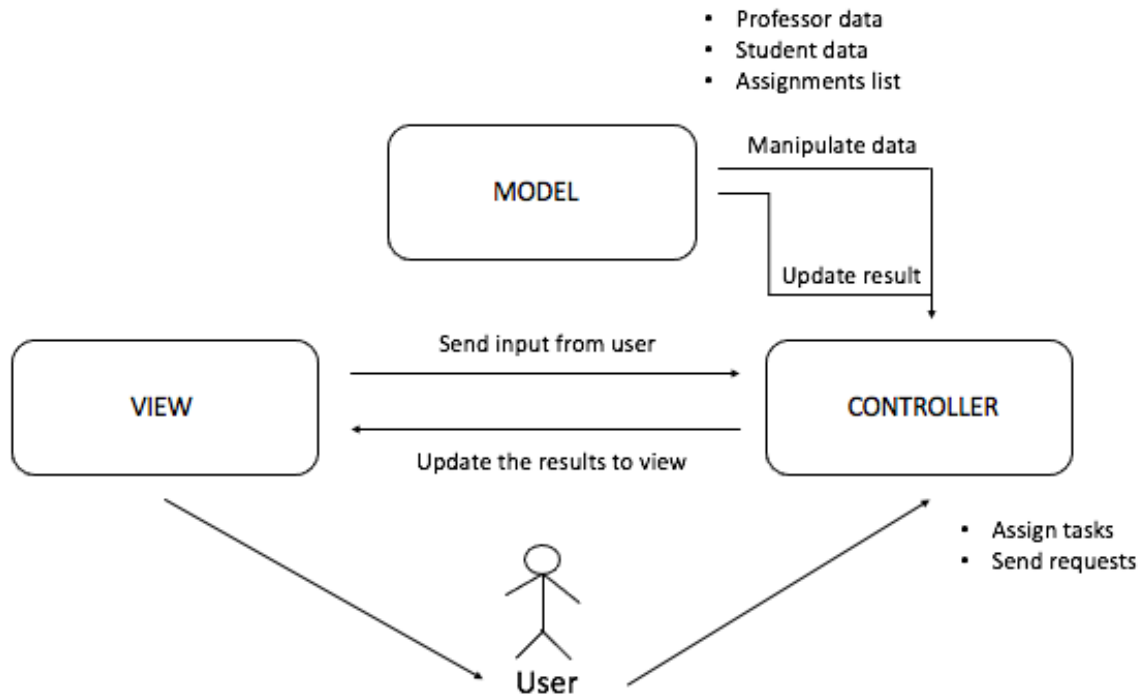 • Professor data
• Student data
• Assignments list
Manipulate data
MODEL
Update result
Send input from user
VIEW
CONTROLLER
Update the results to view
• Assign tasks
• Send requests
User